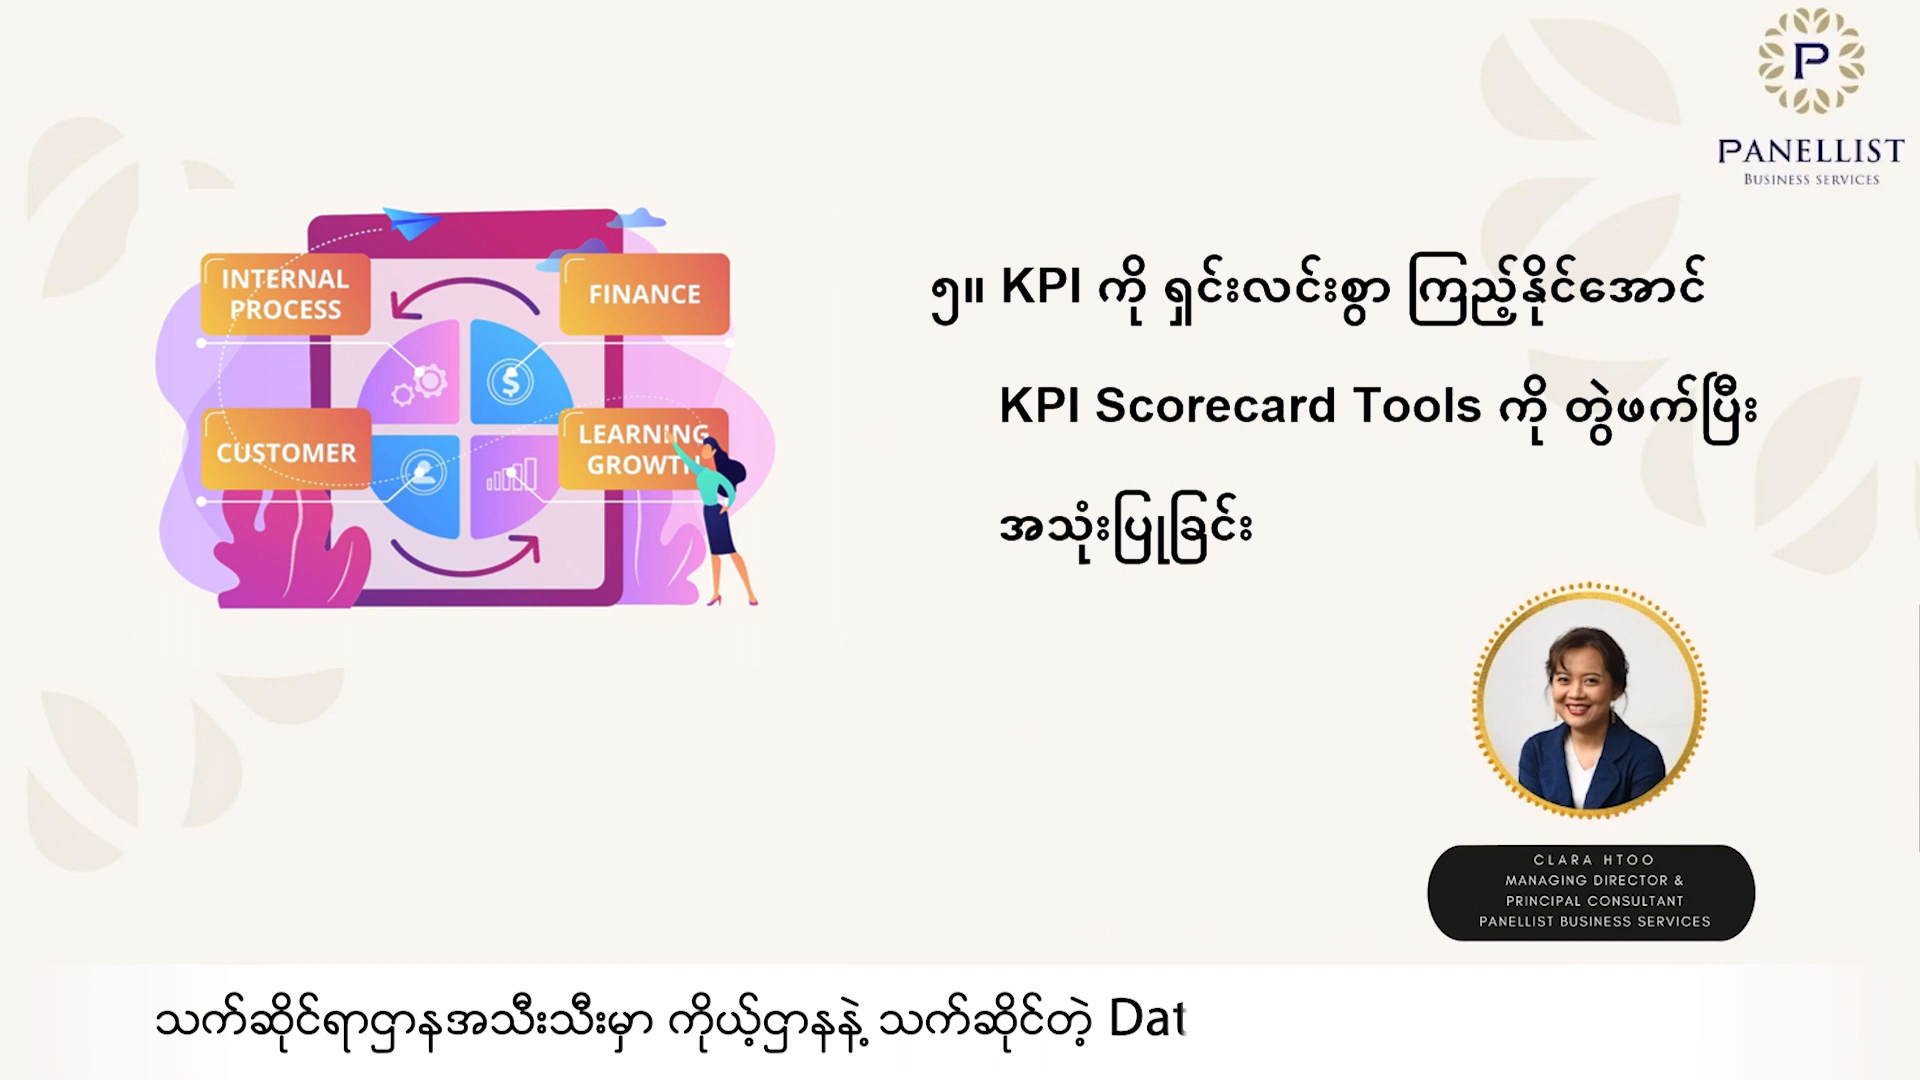 P
PANELLIST
BUSINESS SERVICES
INTERNAL
PROCESS
FINANCE
CUSTOMER
LEARNING
GROWTH
၅။ KPI ကို ရှင်းလင်းစွာ ကြည့်နိုင်အောင်
KPI Scorecard Tools ကို တွဲဖက်ပြီး
အသုံးပြုခြင်း
CLARA HTOO
MANAGING DIRECTOR &
PRINCIPAL CONSULTANT
PANELLIST BUSINESS SERVICES
သက်ဆိုင်ရာဌာနအသီးသီးမှာ ကိုယ့်ဌာနနဲ့ သက်ဆိုင်တဲ့ Dat